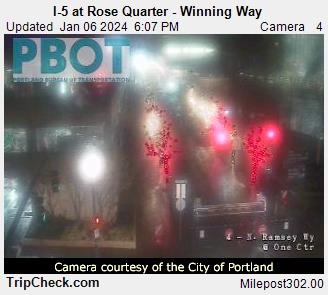 I-5 at Rose Quarter - Winning Way
Updated Jan 06 2024 6:07 PM Camera 4
PBOT
PORTLAND BUREAU OF TRANSPORTATION
4 - N. Ramsey Wy
@ One Ctr
Camera courtesy of the City of Portland
TripCheck.com Milepost302.00